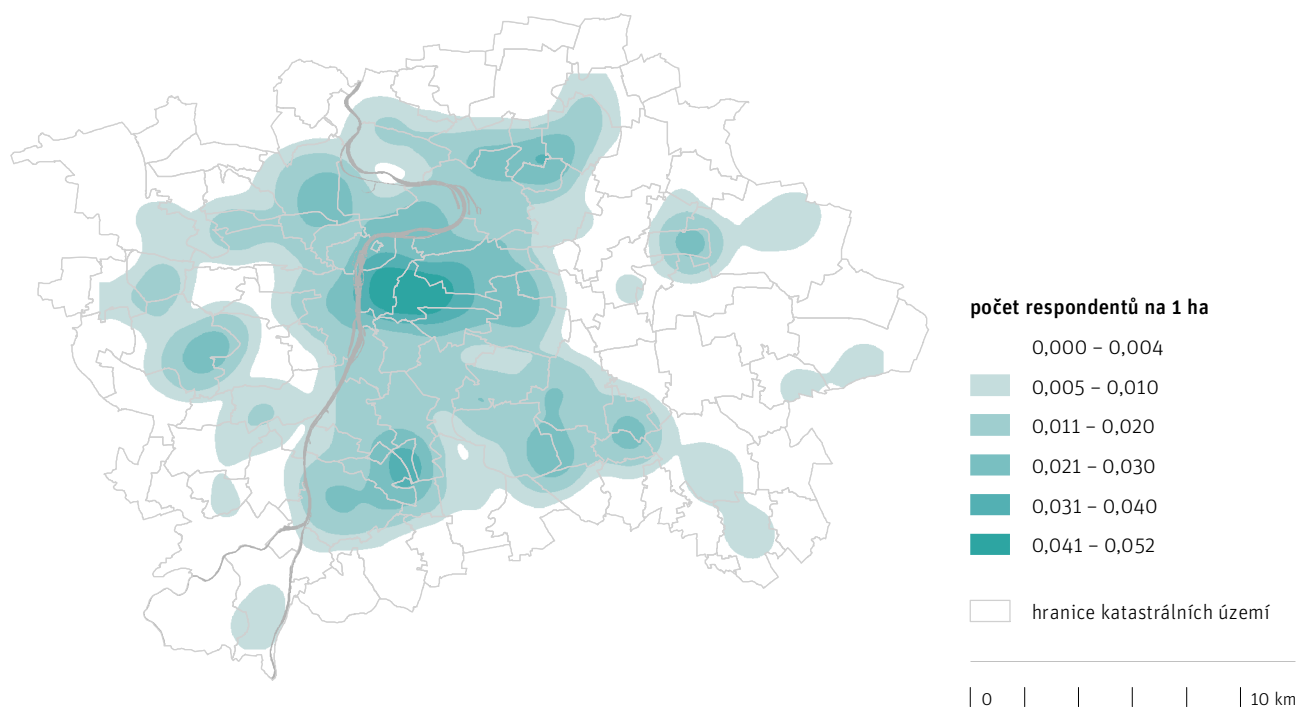 počet respondentů na 1 ha
0,000 – 0,004
0,005 – 0,010
0,011 – 0,020
0,021 – 0,030
0,031 – 0,040
0,041 – 0,052
hranice katastrálních území
0 10 km